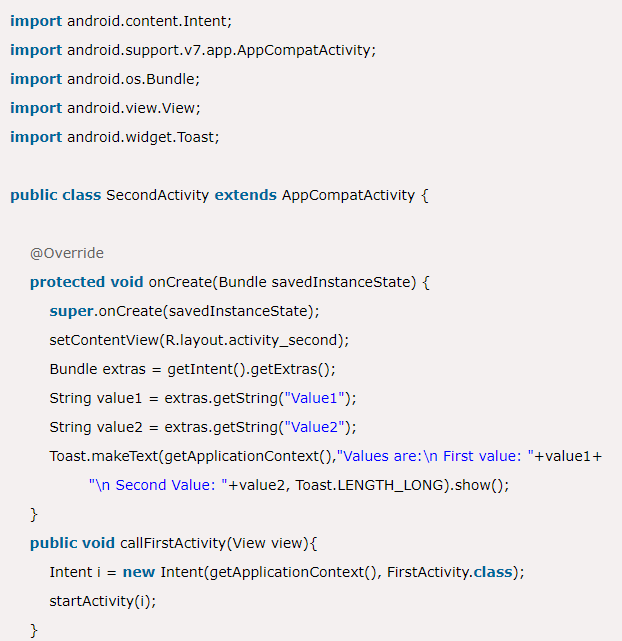 import android.content.Intent;
import android.support.v7.app.AppCompatActivity;
import android.os.Bundle;
import android.view.View;
import android.widget.Toast;
public class SecondActivity extends AppCompatActivity {
@Override
protected void onCreate(Bundle savedInstanceState) {
super.onCreate(savedInstanceState);
setContentView(R.layout.activity_second);
Bundle extras = getIntent().getExtras();
String value1 = extras.getString("Value1");
String value2 = extras.getString("Value2");
Toast.makeText(getApplicationContext(),"Values are:\n First value: "+value1+
"\n Second Value: "+value2, Toast.LENGTH_LONG).show();
}
public void callFirstActivity(View view){
Intent i = new Intent(getApplicationContext(), FirstActivity.class);
startActivity(i);
}